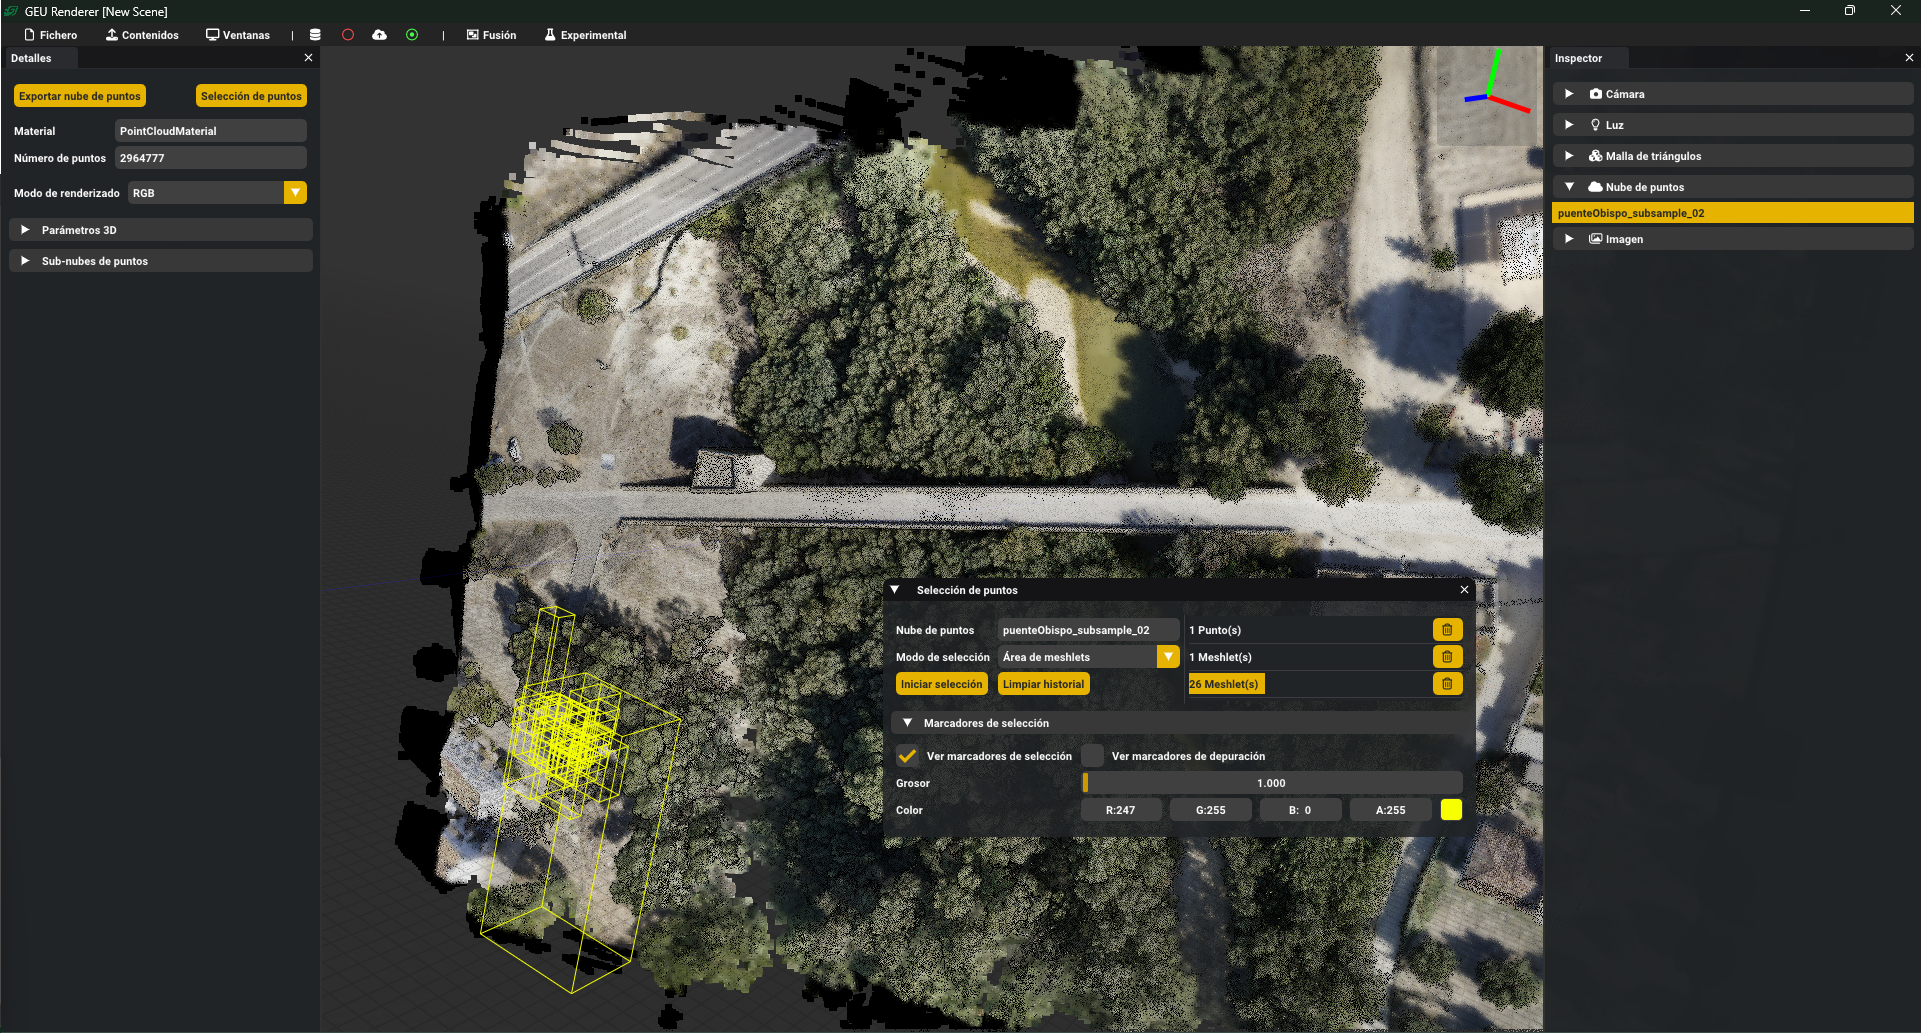 GEU Renderer [New Scene]
Fichero Contenidos Ventanas | | Fusión Experimental
Detalles
Exportar nube de puntos Selección de puntos
Material PointCloudMaterial
Número de puntos 2964777
Modo de renderizado RGB
Parámetros 3D
Sub-nubes de puntos
Selección de puntos
Nube de puntos puenteObispo_subsample_02 1 Punto(s)
Modo de selección Área de meshlets 1 Meshlet(s)
Iniciar selección Limpiar historial 26 Meshlet(s)
Marcadores de selección
Ver marcadores de selección Ver marcadores de depuración
Grosor 1.000
Color R:247 G:255 B: 0 A:255
Inspector
Cámara
Luz
Malla de triángulos
Nube de puntos
puenteObispo_subsample_02
Imagen